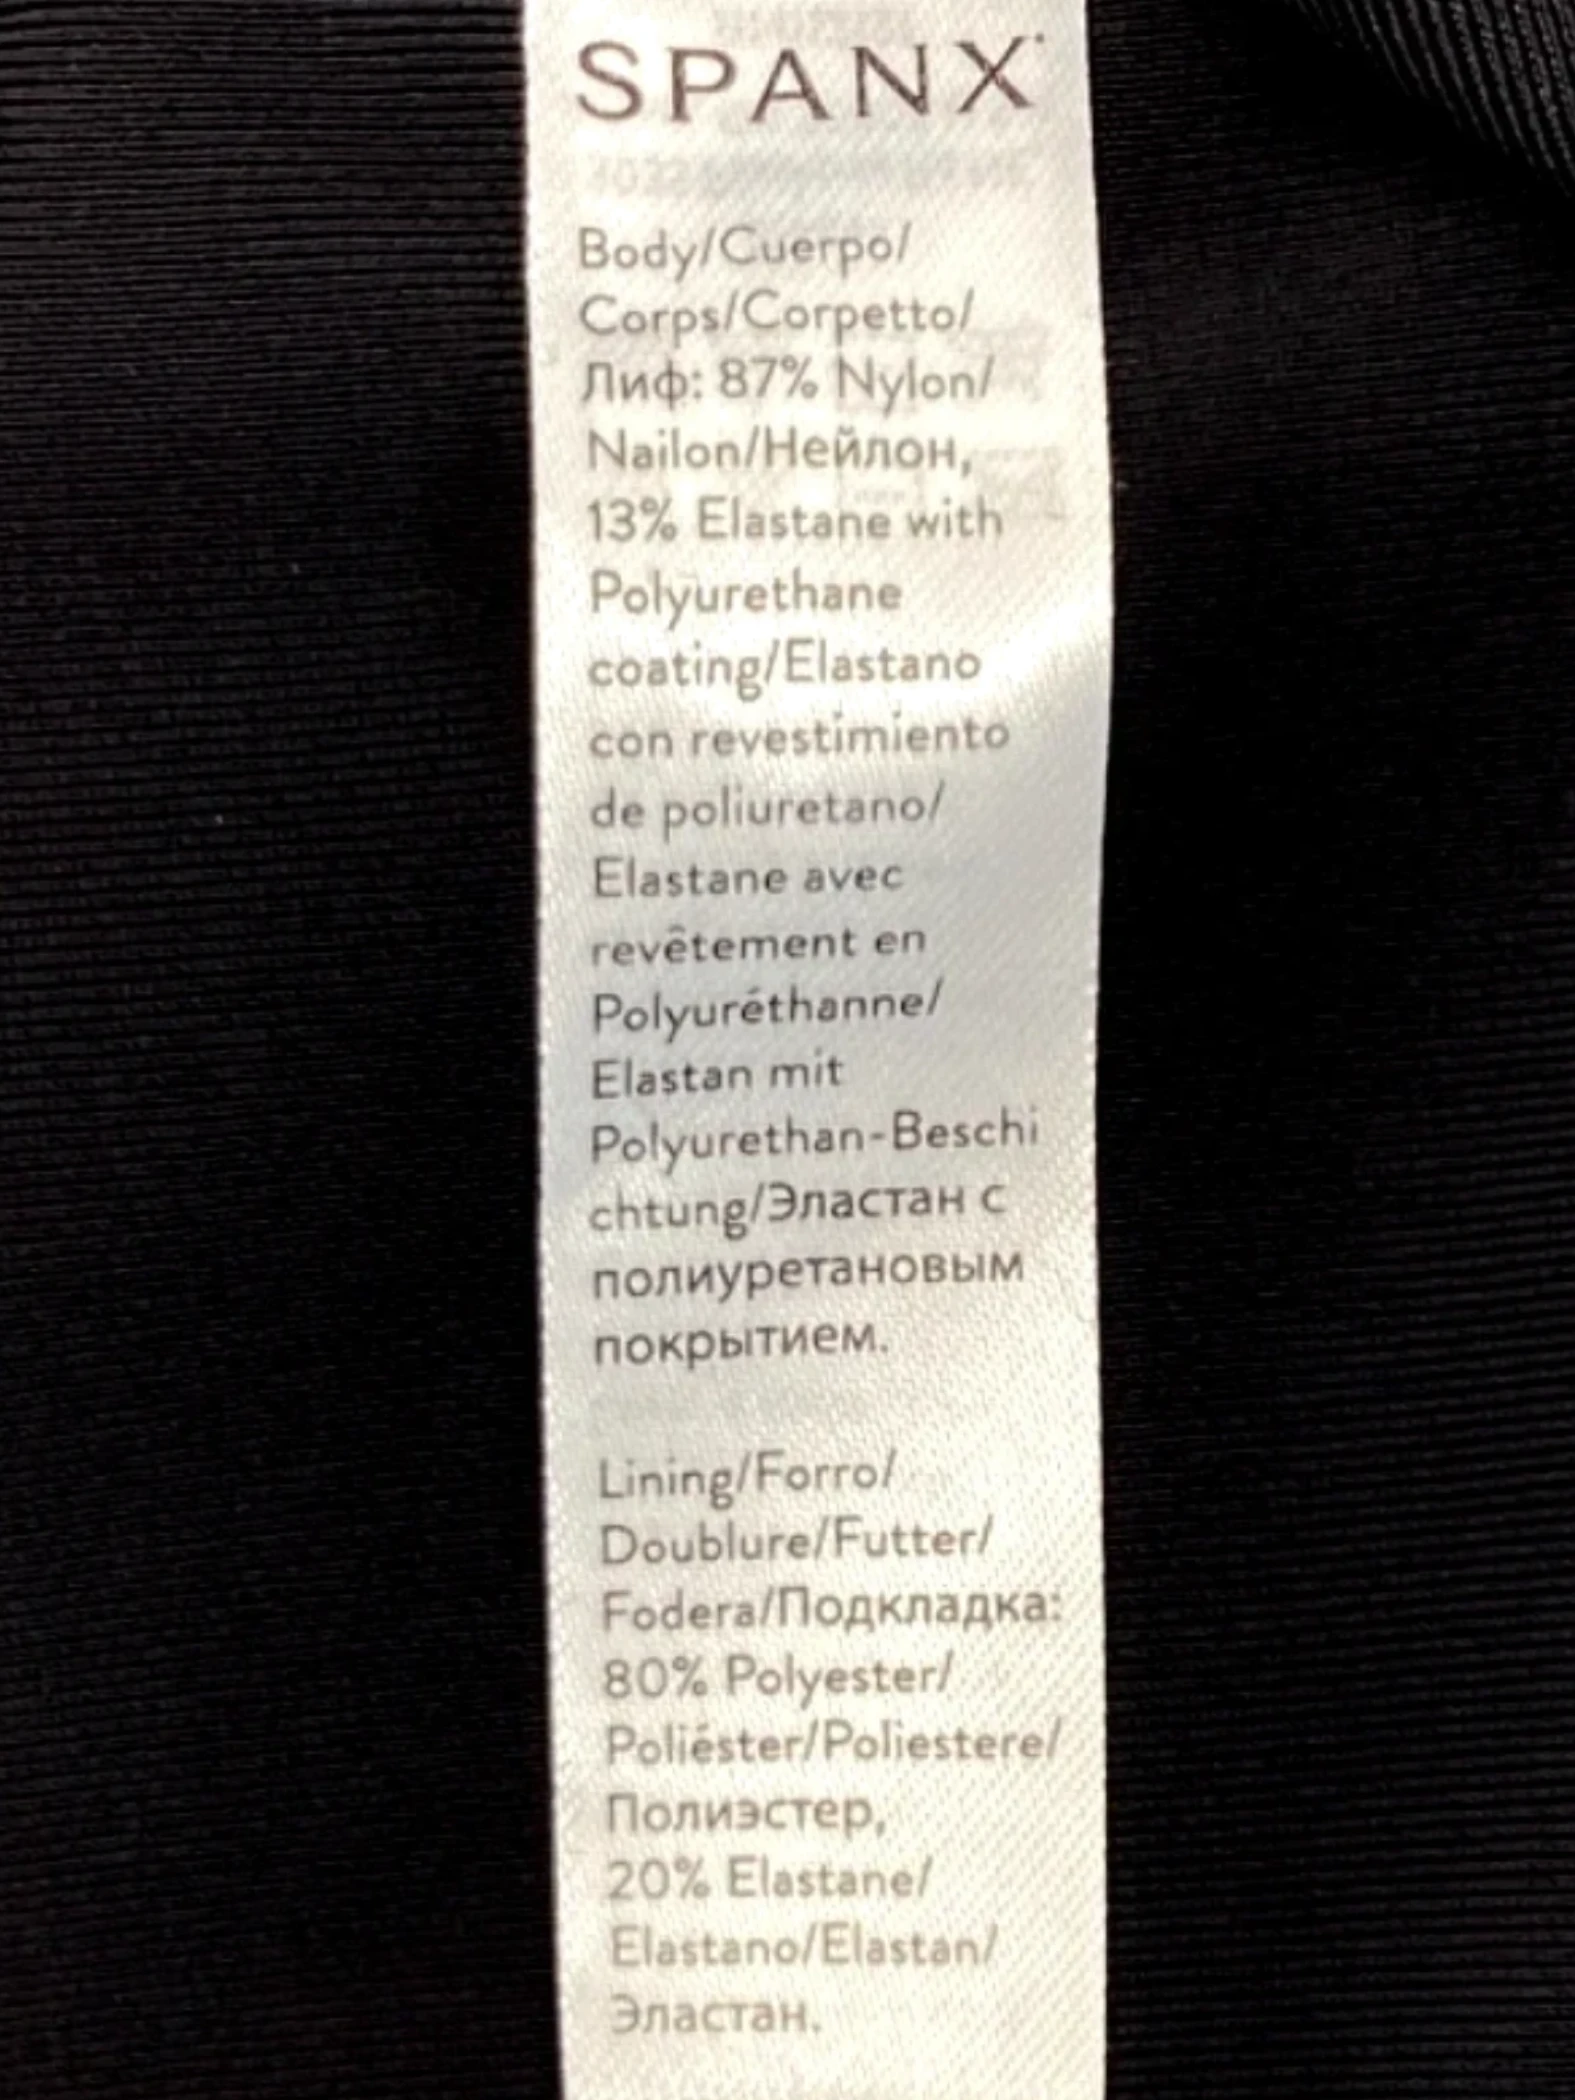 SPANX
Body/Cuerpo/
Corps/Corpetto/
Лиф: 87% Nylon/
Nailon/Нейлон,
13% Elastane with
Polyurethane
coating/Elastano
con revestimiento
de poliuretano/
Elastane avec
revêtement en
Polyuréthanne/
Elastan mit
Polyurethan-Beschi
chtung/Эластан с
полиуретановым
покрытием.
Lining/Forro/
Doublure/Futter/
Fodera/Подкладка:
80% Polyester/
Poliéster/Poliestere/
Полиэстер,
20% Elastane/
Elastano/Elastan/
Эластан.